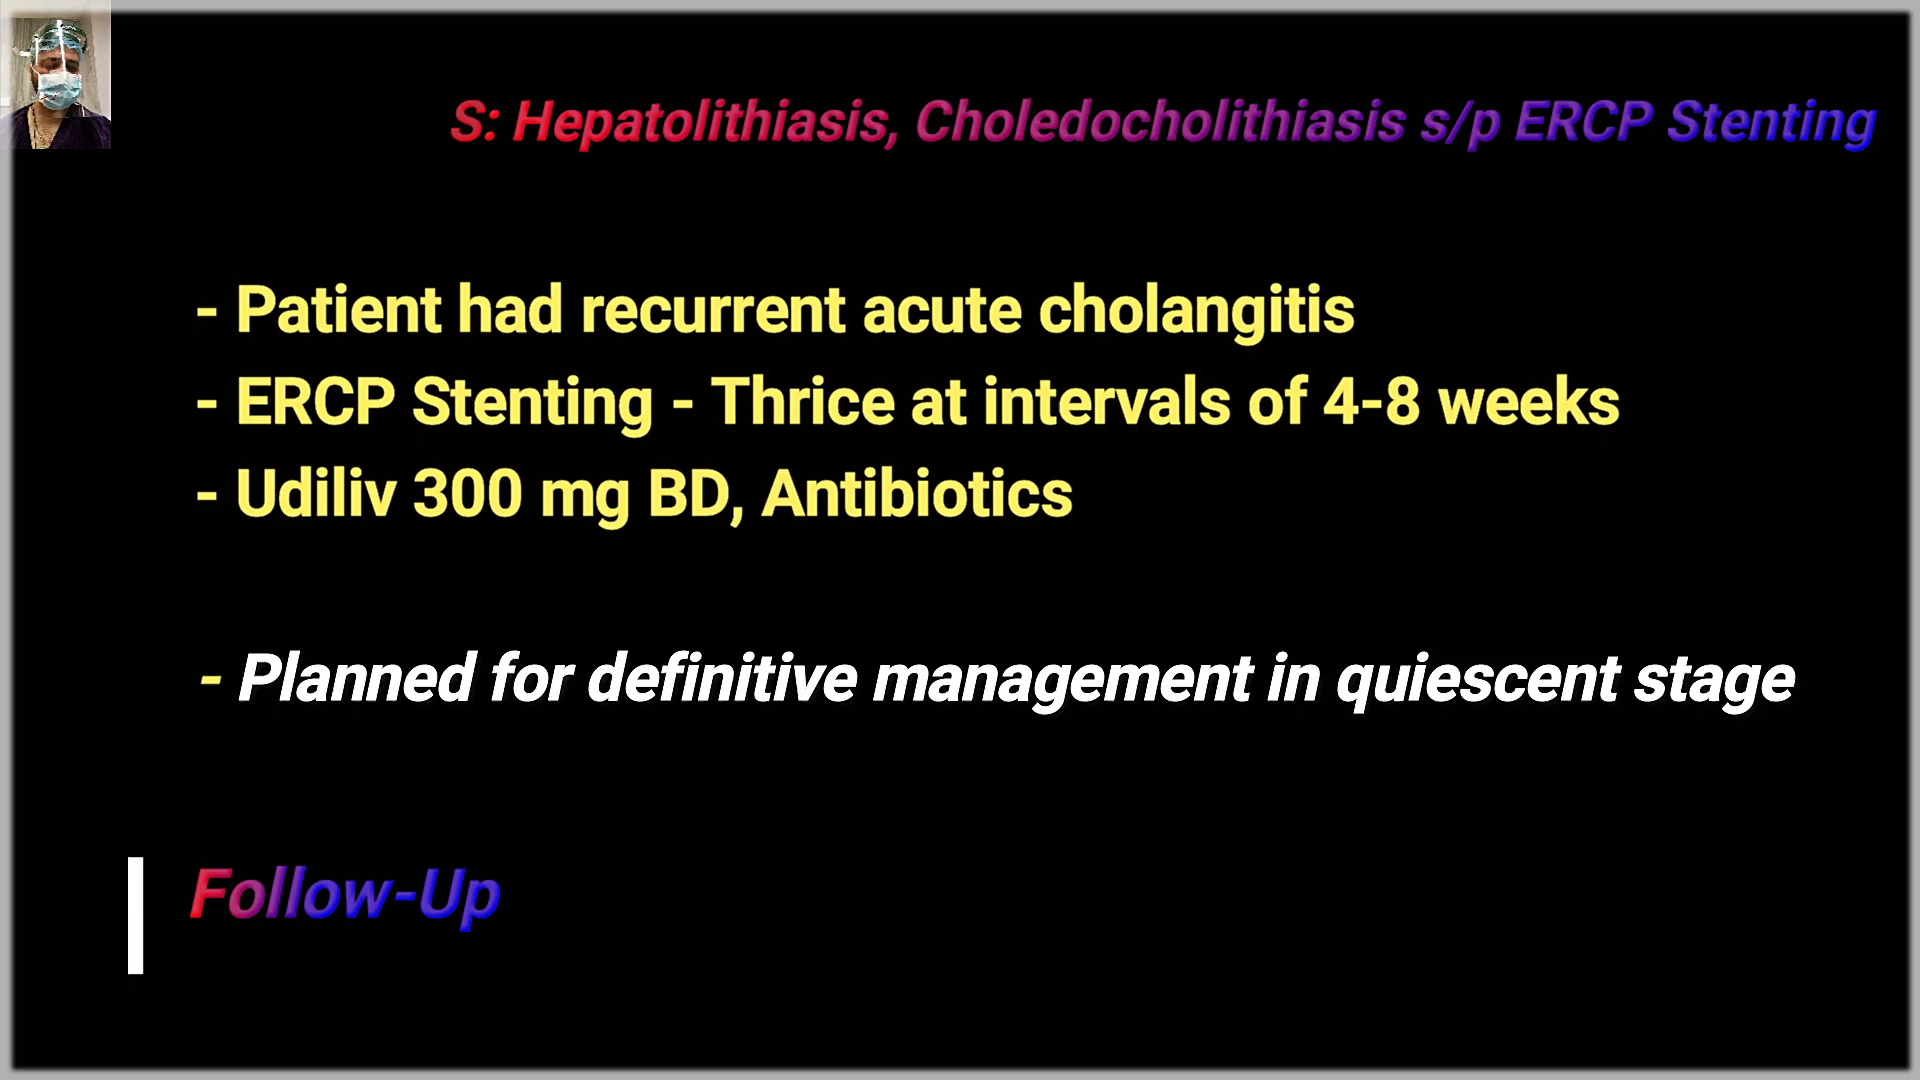 S: Hepatolithiasis, Choledocholithiasis s/p ERCP Stenting
- Patient had recurrent acute cholangitis
- ERCP Stenting - Thrice at intervals of 4-8 weeks
- Udiliv 300 mg BD, Antibiotics
- Planned for definitive management in quiescent stage
Follow-Up